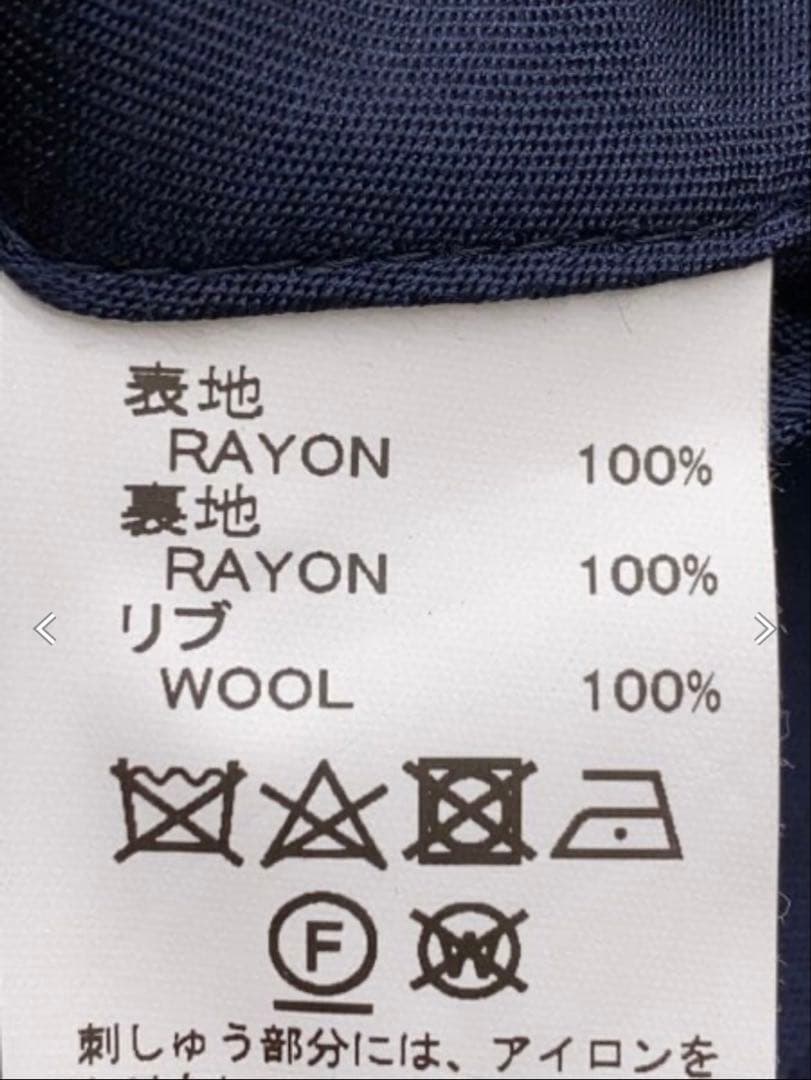 表地
RAYON 100%
裏地
RAYON 100%
リブ
WOOL 100%
F W
刺しゅう部分には、アイロンを